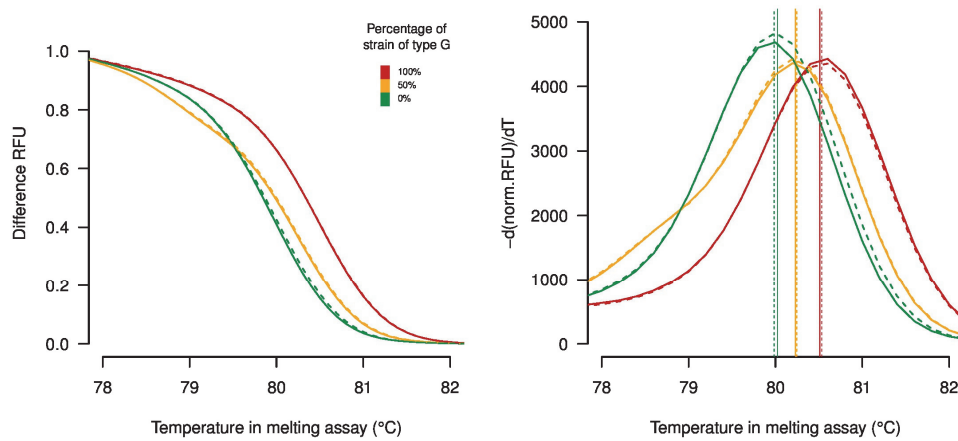 Percentage of
strain of type G
100%
50%
0%
Difference RFU
1.0
0.8
0.6
0.4
0.2
0.0
78 79 80 81 82
Temperature in melting assay (°C)
−d(norm.RFU)/dT
5000
4000
3000
2000
1000
0
78 79 80 81 82
Temperature in melting assay (°C)